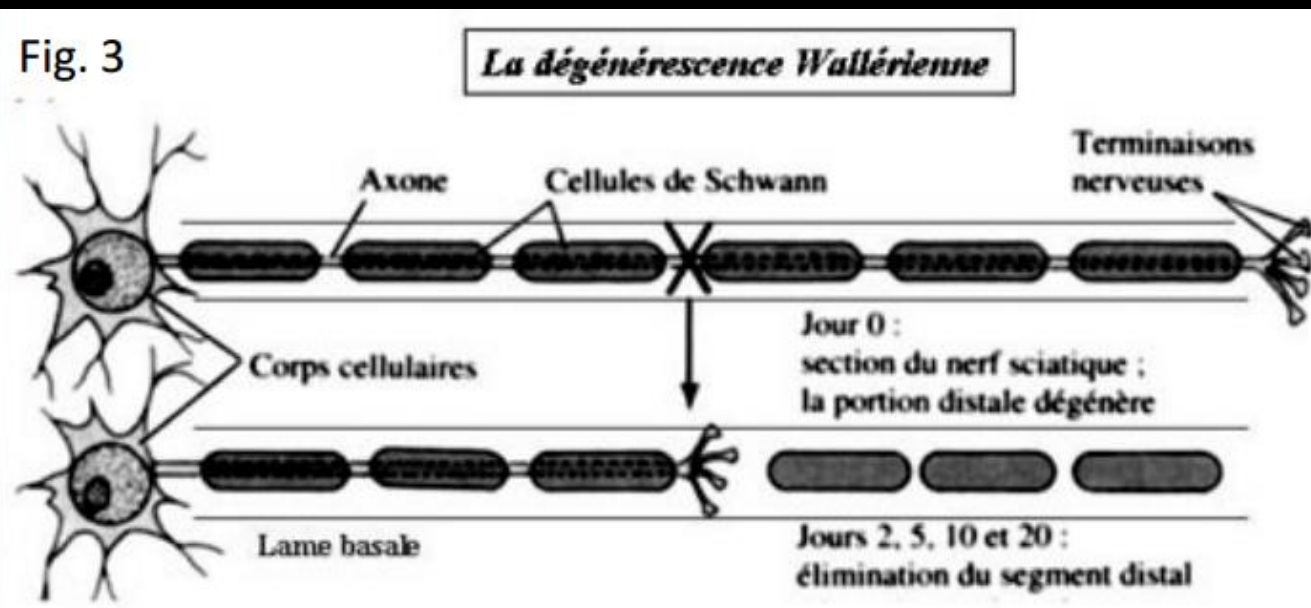 Fig. 3
La dégénérescence Wallérienne
Terminaisons
nerveuses
Axone
Cellules de Schwann
Jour 0 :
section du nerf sciatique ;
la portion distale dégénère
Corps cellulaires
Lame basale
Jours 2, 5, 10 et 20 :
élimination du segment distal